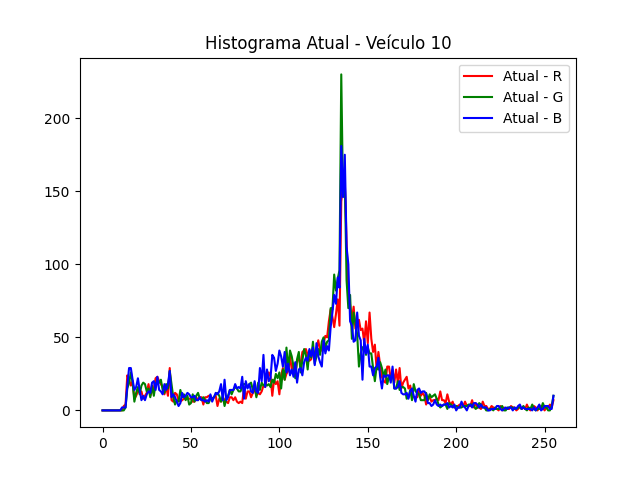 Histograma Atual - Veículo 10
Atual - R
Atual - G
Atual - B
200
150
100
50
0
0 50 100 150 200 250